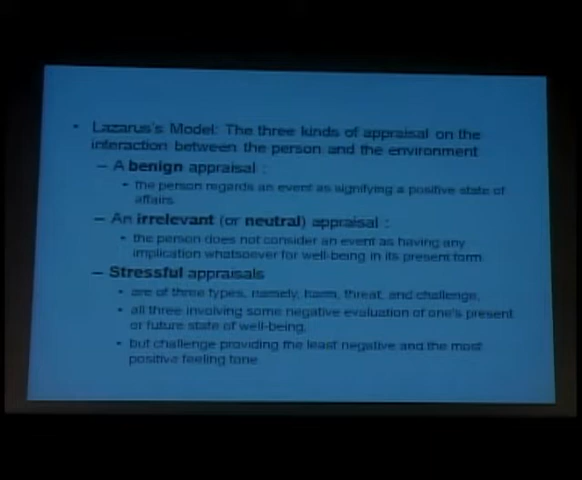 • Lazarus's Model: The three kinds of appraisal on the
interaction between the person and the environment
– A benign appraisal :
• the person regards an event as signifying a positive state of
affairs.
– An irrelevant (or neutral) appraisal :
• the person does not consider an event as having any
implication whatsoever for well-being in its present form.
– Stressful appraisals
• are of three types, namely, harm, threat, and challenge,
• all three involving some negative evaluation of one's present
or future state of well-being,
• but challenge providing the least negative and the most
positive feeling tone.